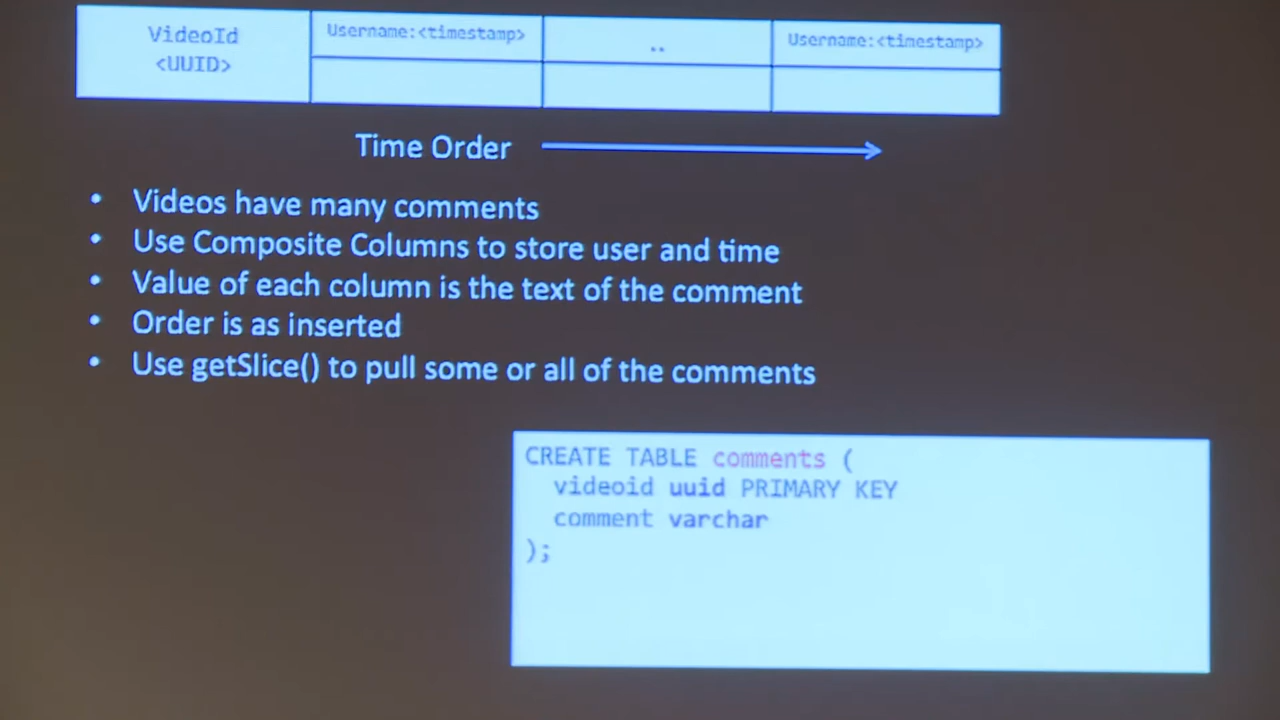 VideoId
<UUID>
Username:<timestamp>
..
Username:<timestamp>
Time Order
• Videos have many comments
• Use Composite Columns to store user and time
• Value of each column is the text of the comment
• Order is as inserted
• Use getSlice() to pull some or all of the comments
CREATE TABLE comments (
videoid uuid PRIMARY KEY
comment varchar
);